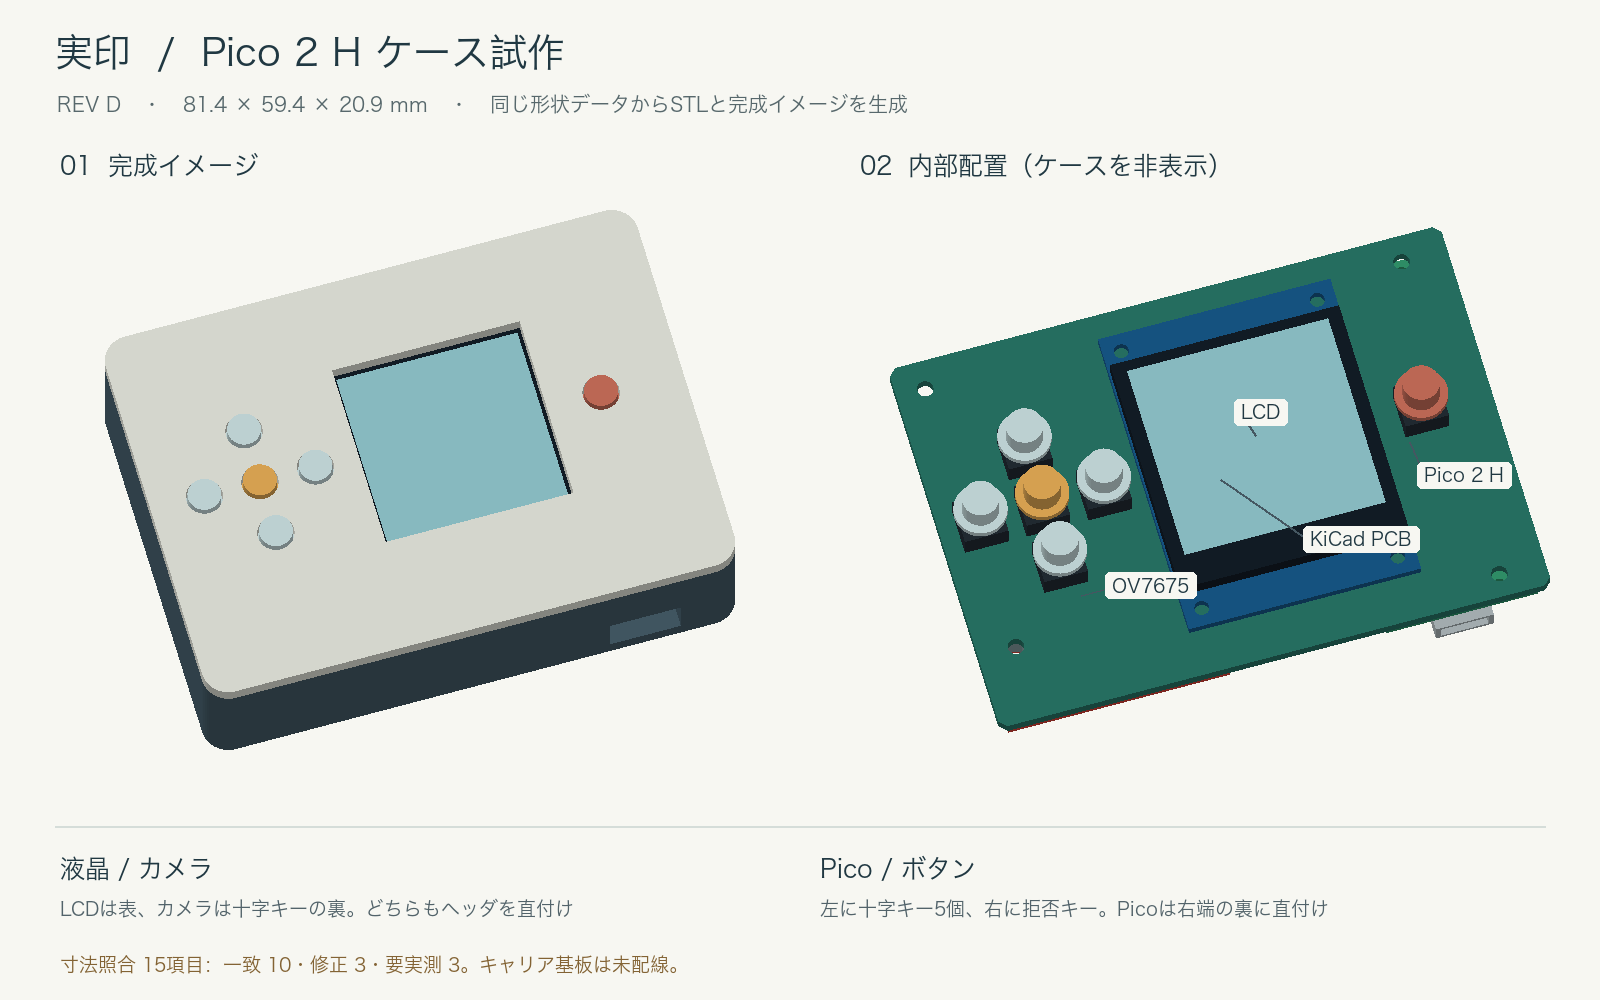 実印 / Pico 2 H ケース試作
REV D ・ 81.4 × 59.4 × 20.9 mm ・ 同じ形状データからSTLと完成イメージを生成
01 完成イメージ
02 内部配置（ケースを非表示）
LCD
Pico 2 H
KiCad PCB
OV7675
液晶 / カメラ
LCDは表、カメラは十字キーの裏。どちらもヘッダを直付け
Pico / ボタン
左に十字キー5個、右に拒否キー。Picoは右端の裏に直付け
寸法照合 15項目：一致 10・修正 3・要実測 3。キャリア基板は未配線。